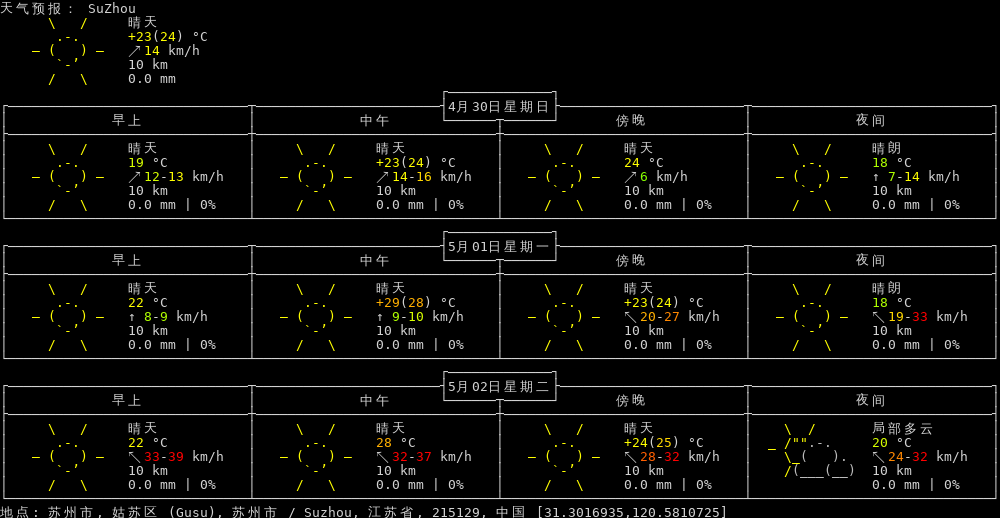 天气预报: SuZhou
晴天
+23(24) °C
↗14 km/h
10 km
0.0 mm
4月30日星期日
早上 中午 傍晚 夜间
晴天 晴天 晴天 晴朗
19 °C +23(24) °C 24 °C 18 °C
↗12-13 km/h ↗14-16 km/h ↗6 km/h ↑ 7-14 km/h
10 km 10 km 10 km 10 km
0.0 mm | 0% 0.0 mm | 0% 0.0 mm | 0% 0.0 mm | 0%
5月01日星期一
早上 中午 傍晚 夜间
晴天 晴天 晴天 晴朗
22 °C +29(28) °C +23(24) °C 18 °C
↑ 8-9 km/h ↑ 9-10 km/h ↖20-27 km/h ↖19-33 km/h
10 km 10 km 10 km 10 km
0.0 mm | 0% 0.0 mm | 0% 0.0 mm | 0% 0.0 mm | 0%
5月02日星期二
早上 中午 傍晚 夜间
晴天 晴天 晴天 局部多云
22 °C 28 °C +24(25) °C 20 °C
↖33-39 km/h ↖32-37 km/h ↖28-32 km/h ↖24-32 km/h
10 km 10 km 10 km 10 km
0.0 mm | 0% 0.0 mm | 0% 0.0 mm | 0% 0.0 mm | 0%
地点: 苏州市, 姑苏区 (Gusu), 苏州市 / Suzhou, 江苏省, 215129, 中国 [31.3016935,120.5810725]